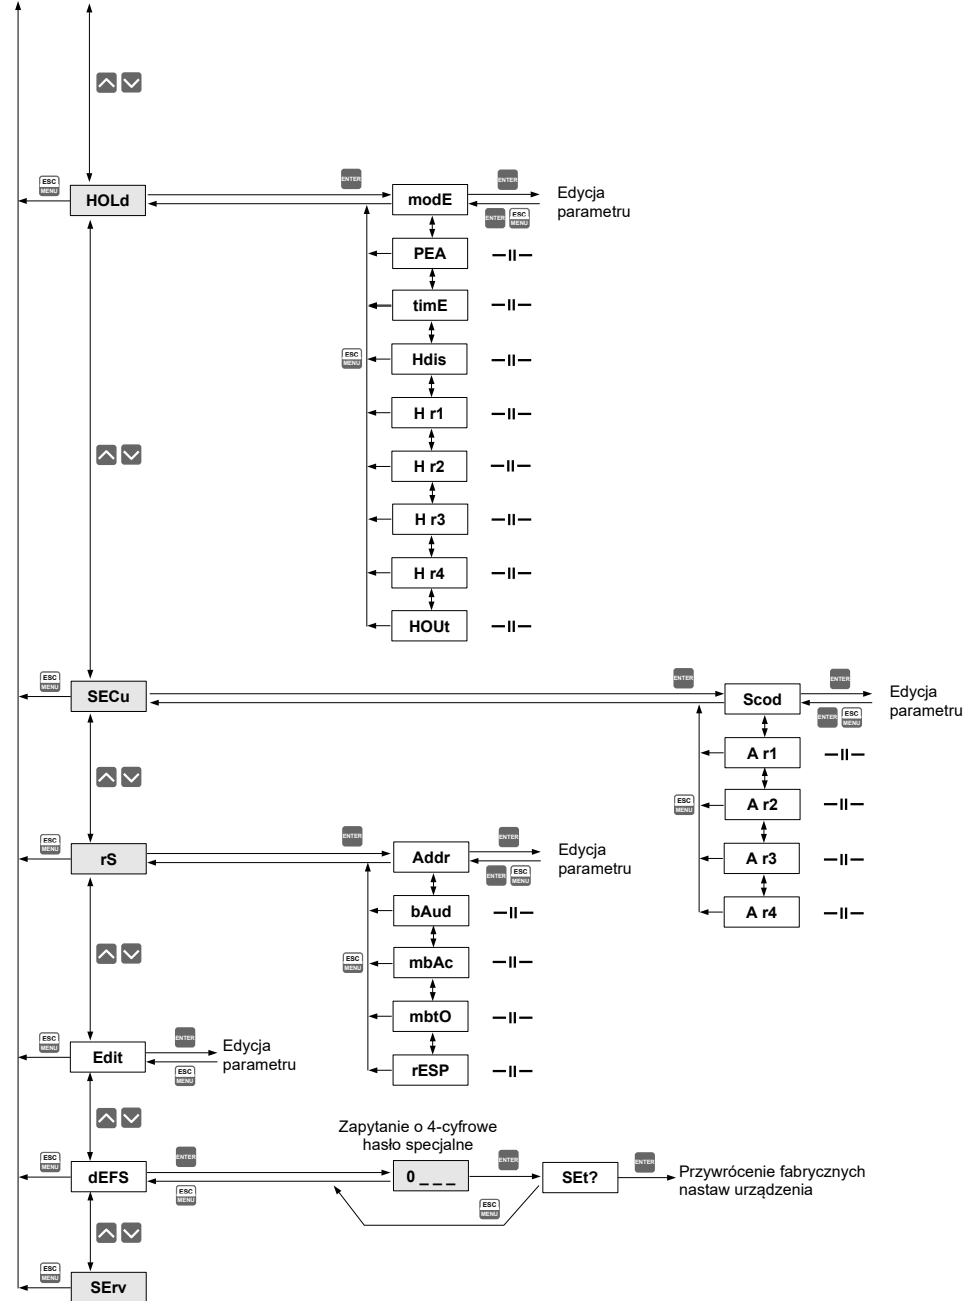 ESC
MENU
HOLd
ENTER
modE
ENTER
ENTER
ESC
MENU
Edycja
parametru
PEA
—II—
timE
—II—
ESC
MENU
Hdis
—II—
H r1
—II—
H r2
—II—
H r3
—II—
H r4
—II—
HOUt
—II—
ESC
MENU
SECu
ENTER
Scod
ENTER
ENTER
ESC
MENU
Edycja
parametru
A r1
—II—
ESC
MENU
A r2
—II—
A r3
—II—
A r4
—II—
ESC
MENU
rS
ENTER
Addr
ENTER
ENTER
ESC
MENU
Edycja
parametru
bAud
—II—
ESC
MENU
mbAc
—II—
mbtO
—II—
rESP
—II—
ESC
MENU
Edit
ENTER
ESC
MENU
Edycja
parametru
Zapytanie o 4-cyfrowe
hasło specjalne
ESC
MENU
dEFS
ENTER
ESC
MENU
0 _ _ _
ENTER
ESC
MENU
SEt?
ENTER
Przywrócenie fabrycznych
nastaw urządzenia
ESC
MENU
SErv